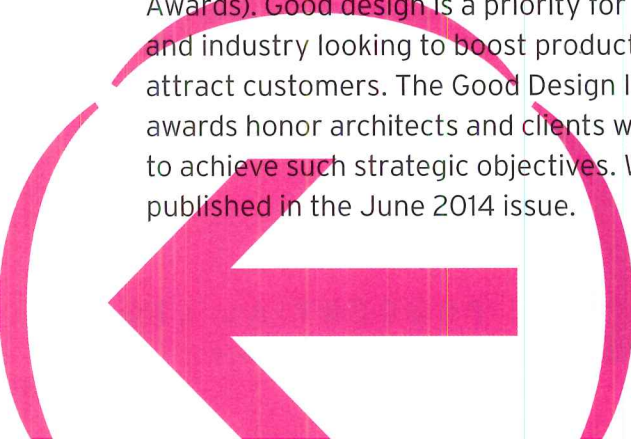 Awards). Good design is a priority for
and industry looking to boost product
attract customers. The Good Design I
awards honor architects and clients w
to achieve such strategic objectives. W
published in the June 2014 issue.